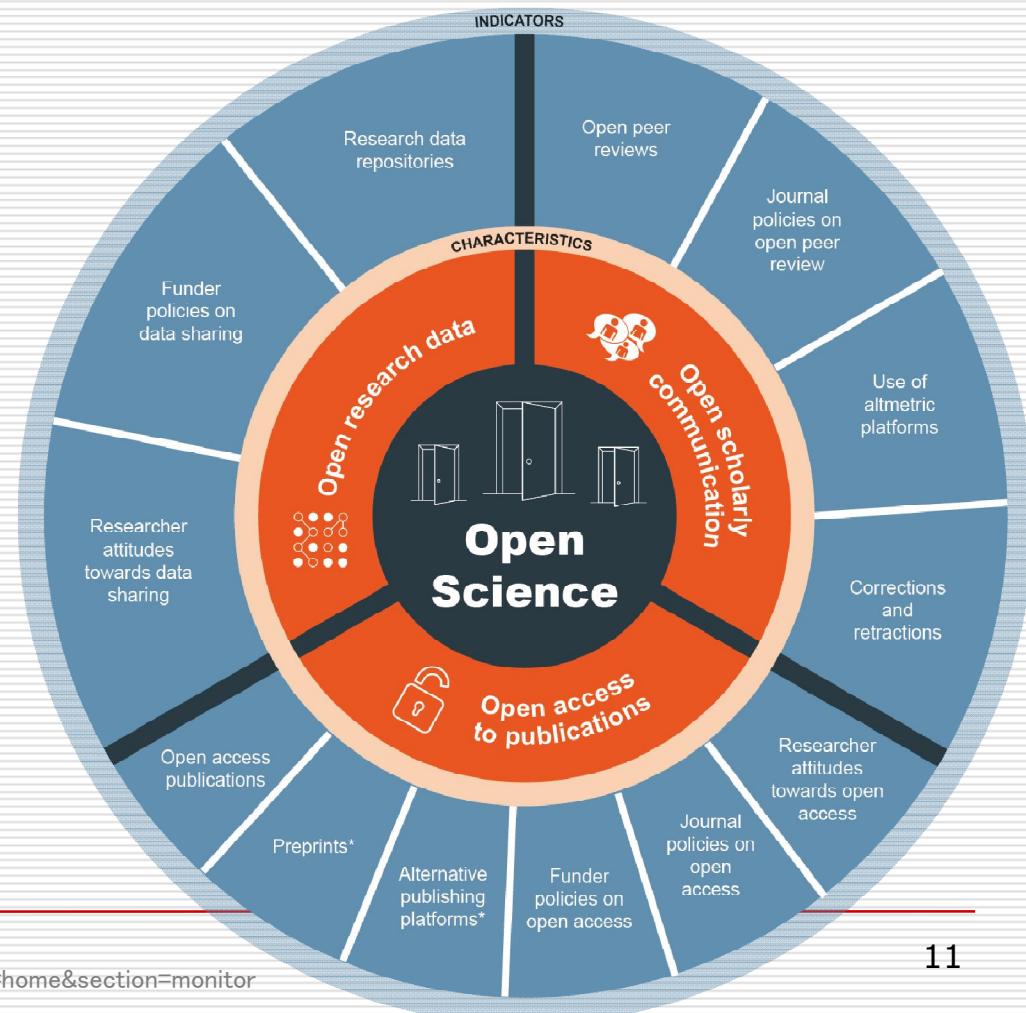 INDICATORS
Research data
repositories
Open peer
reviews
Journal
policies on
open peer
review
Funder
policies on
data sharing
CHARACTERISTICS
Open research data
Open scholarly
communication
Use of
altmetric
platforms
Open
Science
Researcher
attitudes
towards data
sharing
Corrections
and
retractions
Open access
to publications
Open access
publications
Researcher
attitudes
towards open
access
Preprints*
Alternative
publishing
platforms*
Funder
policies on
open access
Journal
policies on
open
access
11
=home&section=monitor